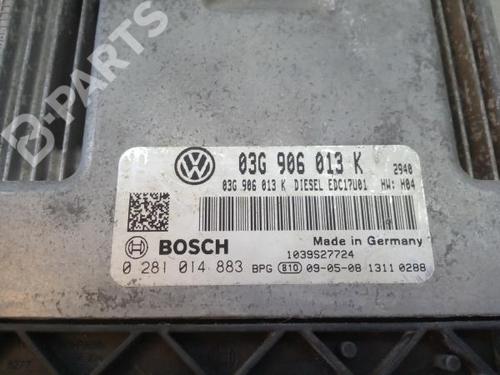 B-PARTS
03G 906 013 K 2940
03G 906 013 K DIESEL EDC17U01 HW: H04
BOSCH Made in Germany
1039S27724
0 281 014 883 BPG 810 09-05-08 1311 0288